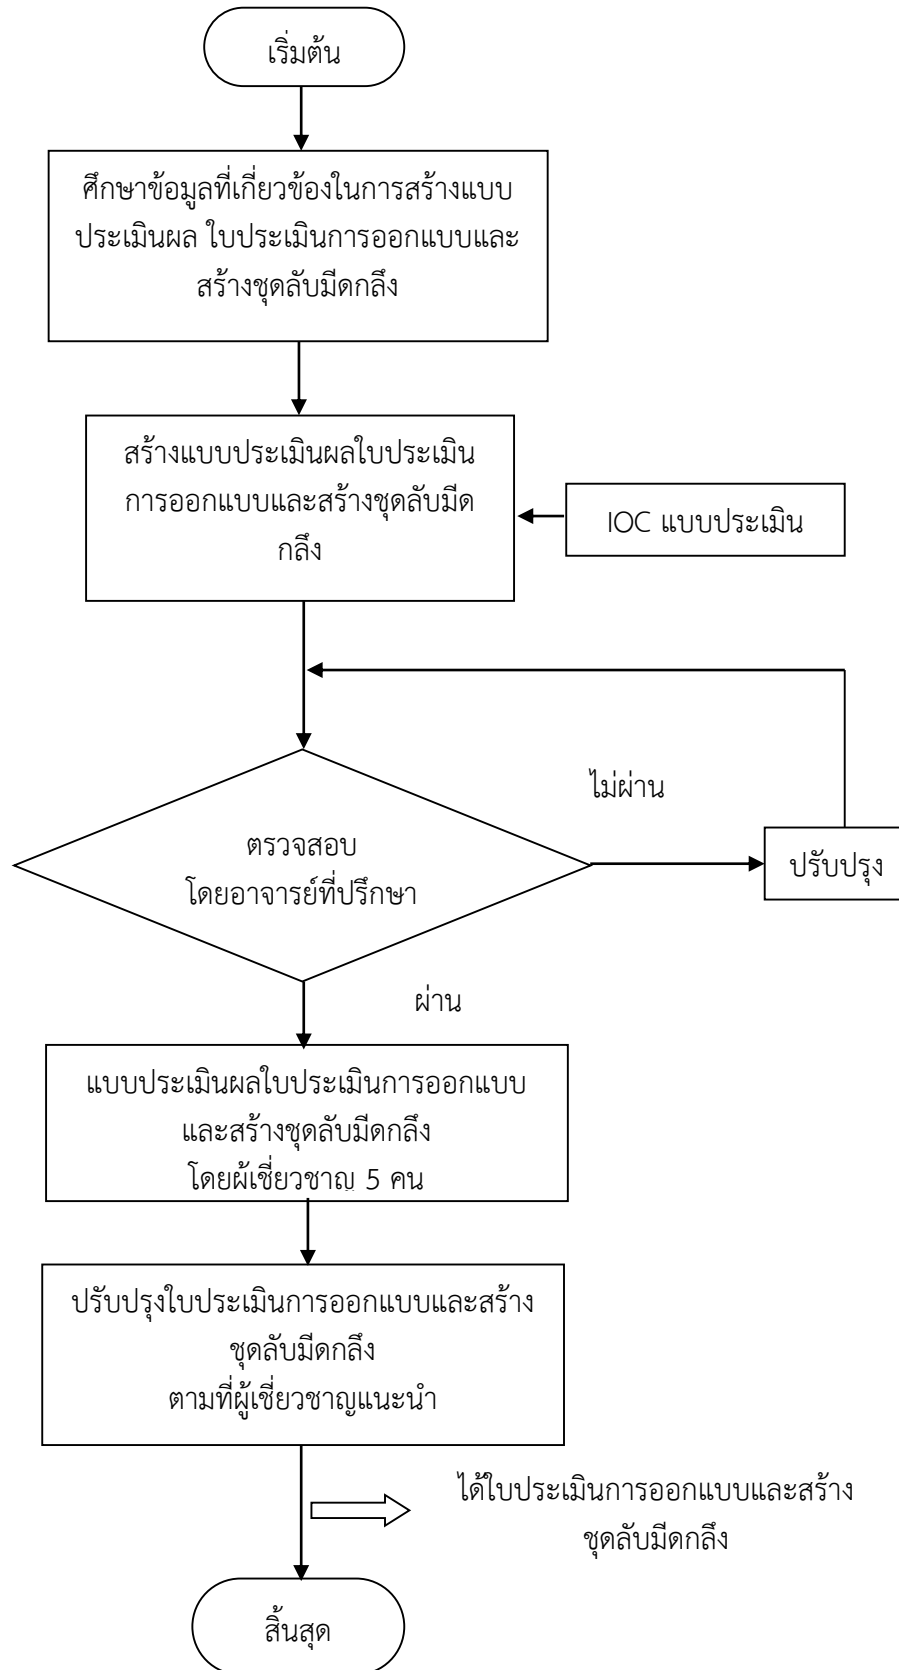 เริ่มต้น
ศึกษาข้อมูลที่เกี่ยวข้องในการสร้างแบบ
ประเมินผล ใบประเมินการออกแบบและ
สร้างชุดลับมีดกลึง
สร้างแบบประเมินผลใบประเมิน
การออกแบบและสร้างชุดลับมีด
กลึง
IOC แบบประเมิน
ตรวจสอบ
โดยอาจารย์ที่ปรึกษา
ไม่ผ่าน
ปรับปรุง
ผ่าน
แบบประเมินผลใบประเมินการออกแบบ
และสร้างชุดลับมีดกลึง
โดยผู้เชี่ยวชาญ 5 คน
ปรับปรุงใบประเมินการออกแบบและสร้าง
ชุดลับมีดกลึง
ตามที่ผู้เชี่ยวชาญแนะนำ
ได้ใบประเมินการออกแบบและสร้าง
ชุดลับมีดกลึง
สิ้นสุด